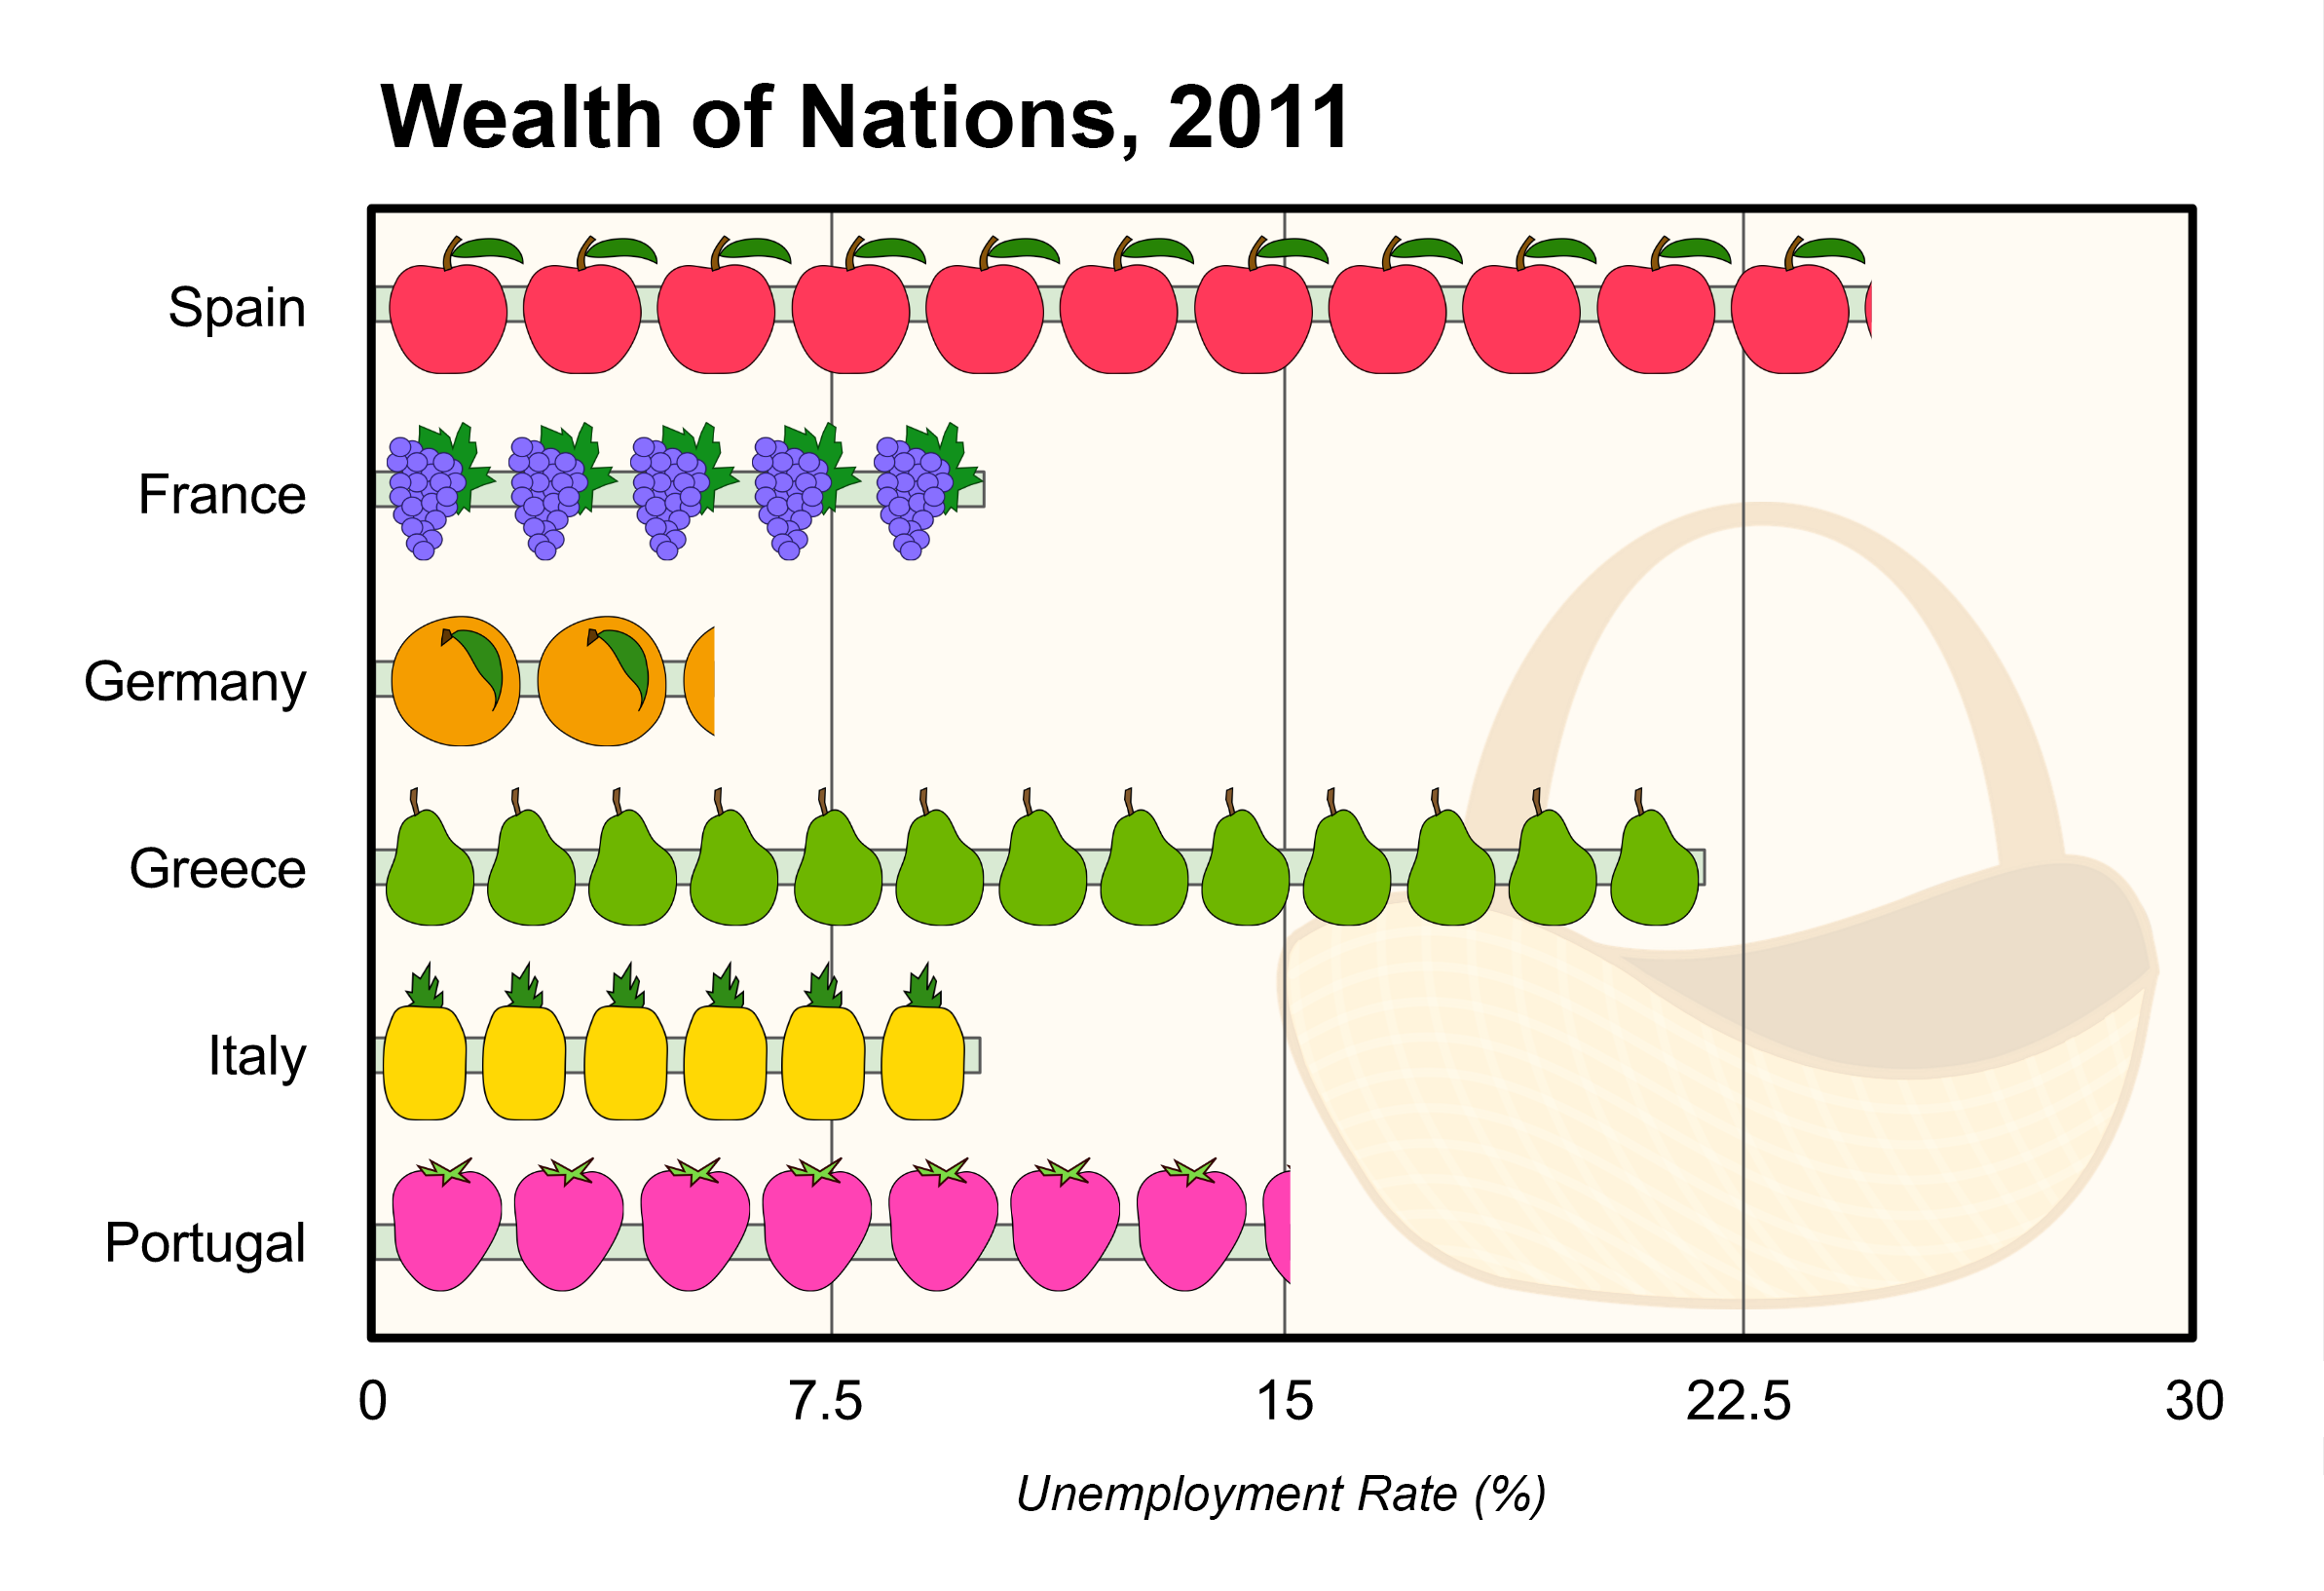 Wealth of Nations, 2011
Spain
France
Germany
Greece
Italy
Portugal
0 7.5 15 22.5 30
Unemployment Rate (%)